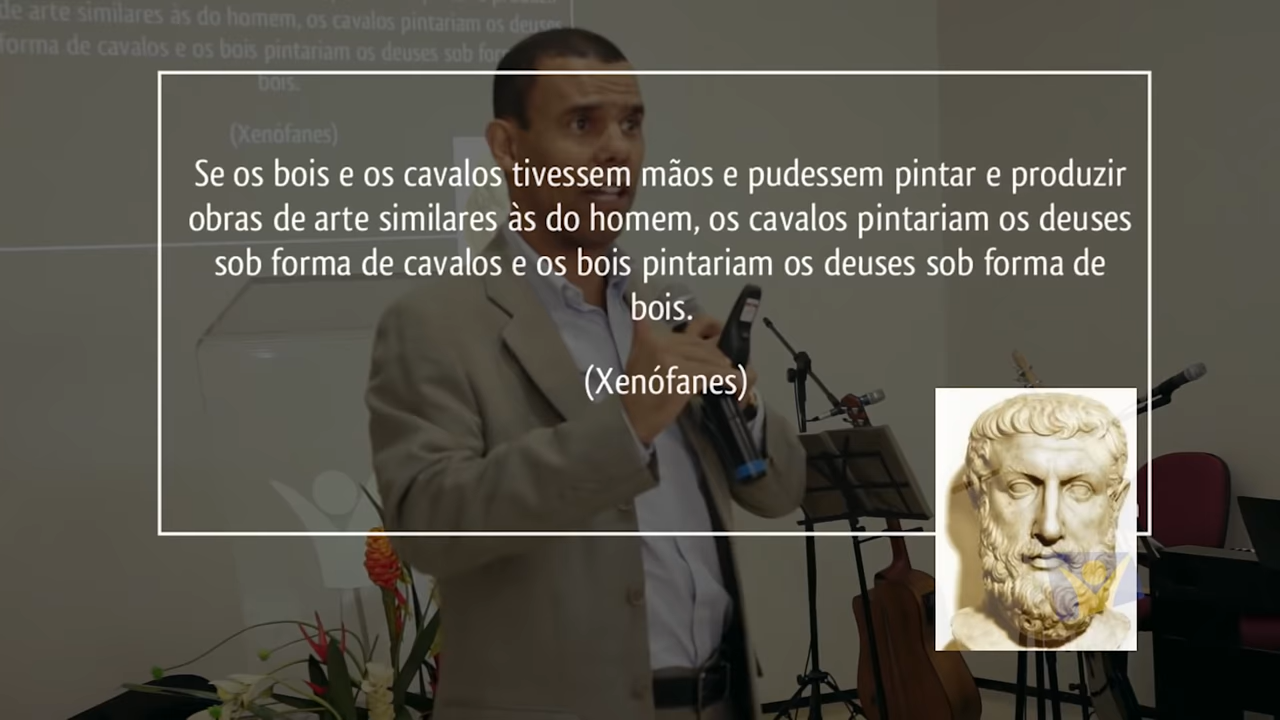 de arte similares às do homem, os cavalos pintariam os deuses
forma de cavalos e os bois pintariam os deuses sob
bois.
(Xenófanes)
Se os bois e os cavalos tivessem mãos e pudessem pintar e produzir
obras de arte similares às do homem, os cavalos pintariam os deuses
sob forma de cavalos e os bois pintariam os deuses sob forma de
bois.
(Xenófanes)